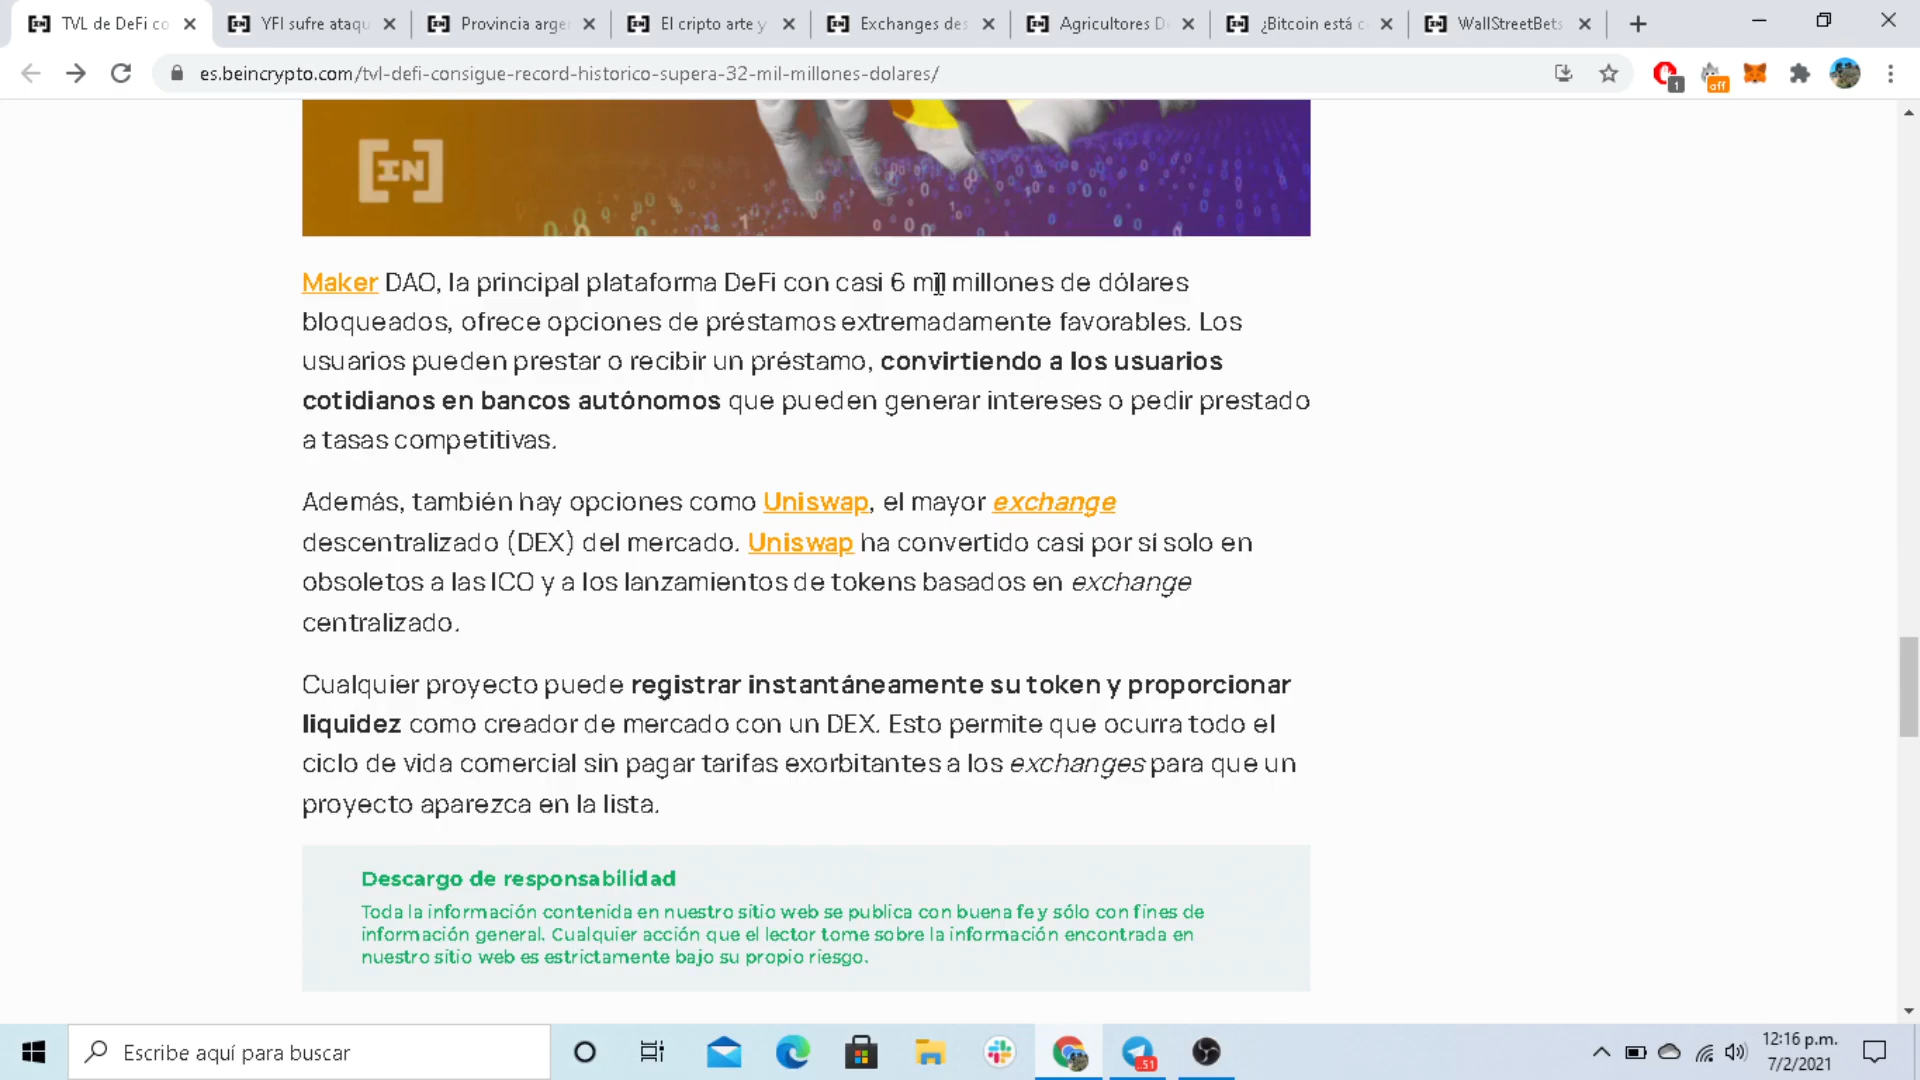 TVL de DeFi co
YFI sufre ataqu
Provincia arge
El cripto arte y
Exchanges des
Agricultores D
¿Bitcoin está c
WallStreetBets
es.beincrypto.com/tvl-defi-consigue-record-historico-supera-32-mil-millones-dolares/
1
off
[IN]
Maker DAO, la principal plataforma DeFi con casi 6 mil millones de dólares
bloqueados, ofrece opciones de préstamos extremadamente favorables. Los
usuarios pueden prestar o recibir un préstamo, convirtiendo a los usuarios
cotidianos en bancos autónomos que pueden generar intereses o pedir prestado
a tasas competitivas.
Además, también hay opciones como Uniswap, el mayor exchange
descentralizado (DEX) del mercado. Uniswap ha convertido casi por sí solo en
obsoletos a las ICO y a los lanzamientos de tokens basados en exchange
centralizado.
Cualquier proyecto puede registrar instantáneamente su token y proporcionar
liquidez como creador de mercado con un DEX. Esto permite que ocurra todo el
ciclo de vida comercial sin pagar tarifas exorbitantes a los exchanges para que un
proyecto aparezca en la lista.
Descargo de responsabilidad
Toda la información contenida en nuestro sitio web se publica con buena fe y sólo con fines de
información general. Cualquier acción que el lector tome sobre la información encontrada en
nuestro sitio web es estrictamente bajo su propio riesgo.
Escribe aquí para buscar
51
12:16 p.m.
7/2/2021